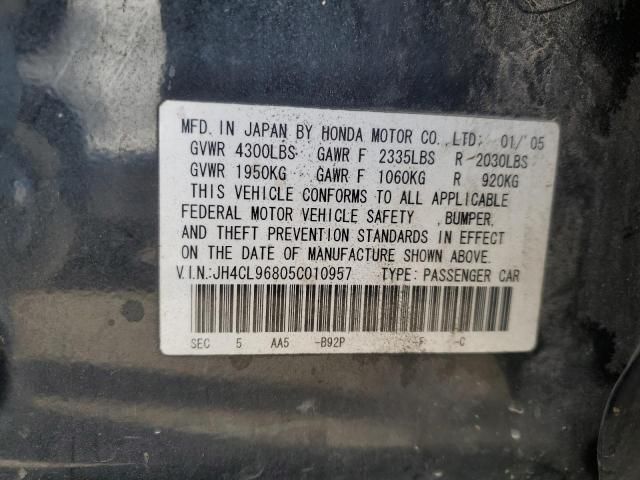 MFD. IN JAPAN BY HONDA MOTOR CO.,LTD. 01/'05
GVWR 4300LBS GAWR F 2335LBS R 2030LBS
GVWR 1950KG GAWR F 1060KG R 920KG
THIS VEHICLE CONFORMS TO ALL APPLICABLE
FEDERAL MOTOR VEHICLE SAFETY ,BUMPER,
AND THEFT PREVENTION STANDARDS IN EFFECT
ON THE DATE OF MANUFACTURE SHOWN ABOVE.
V.I.N.:JH4CL96805C010957 TYPE: PASSENGER CAR
SEC 5 AA5 -B92P -F -C